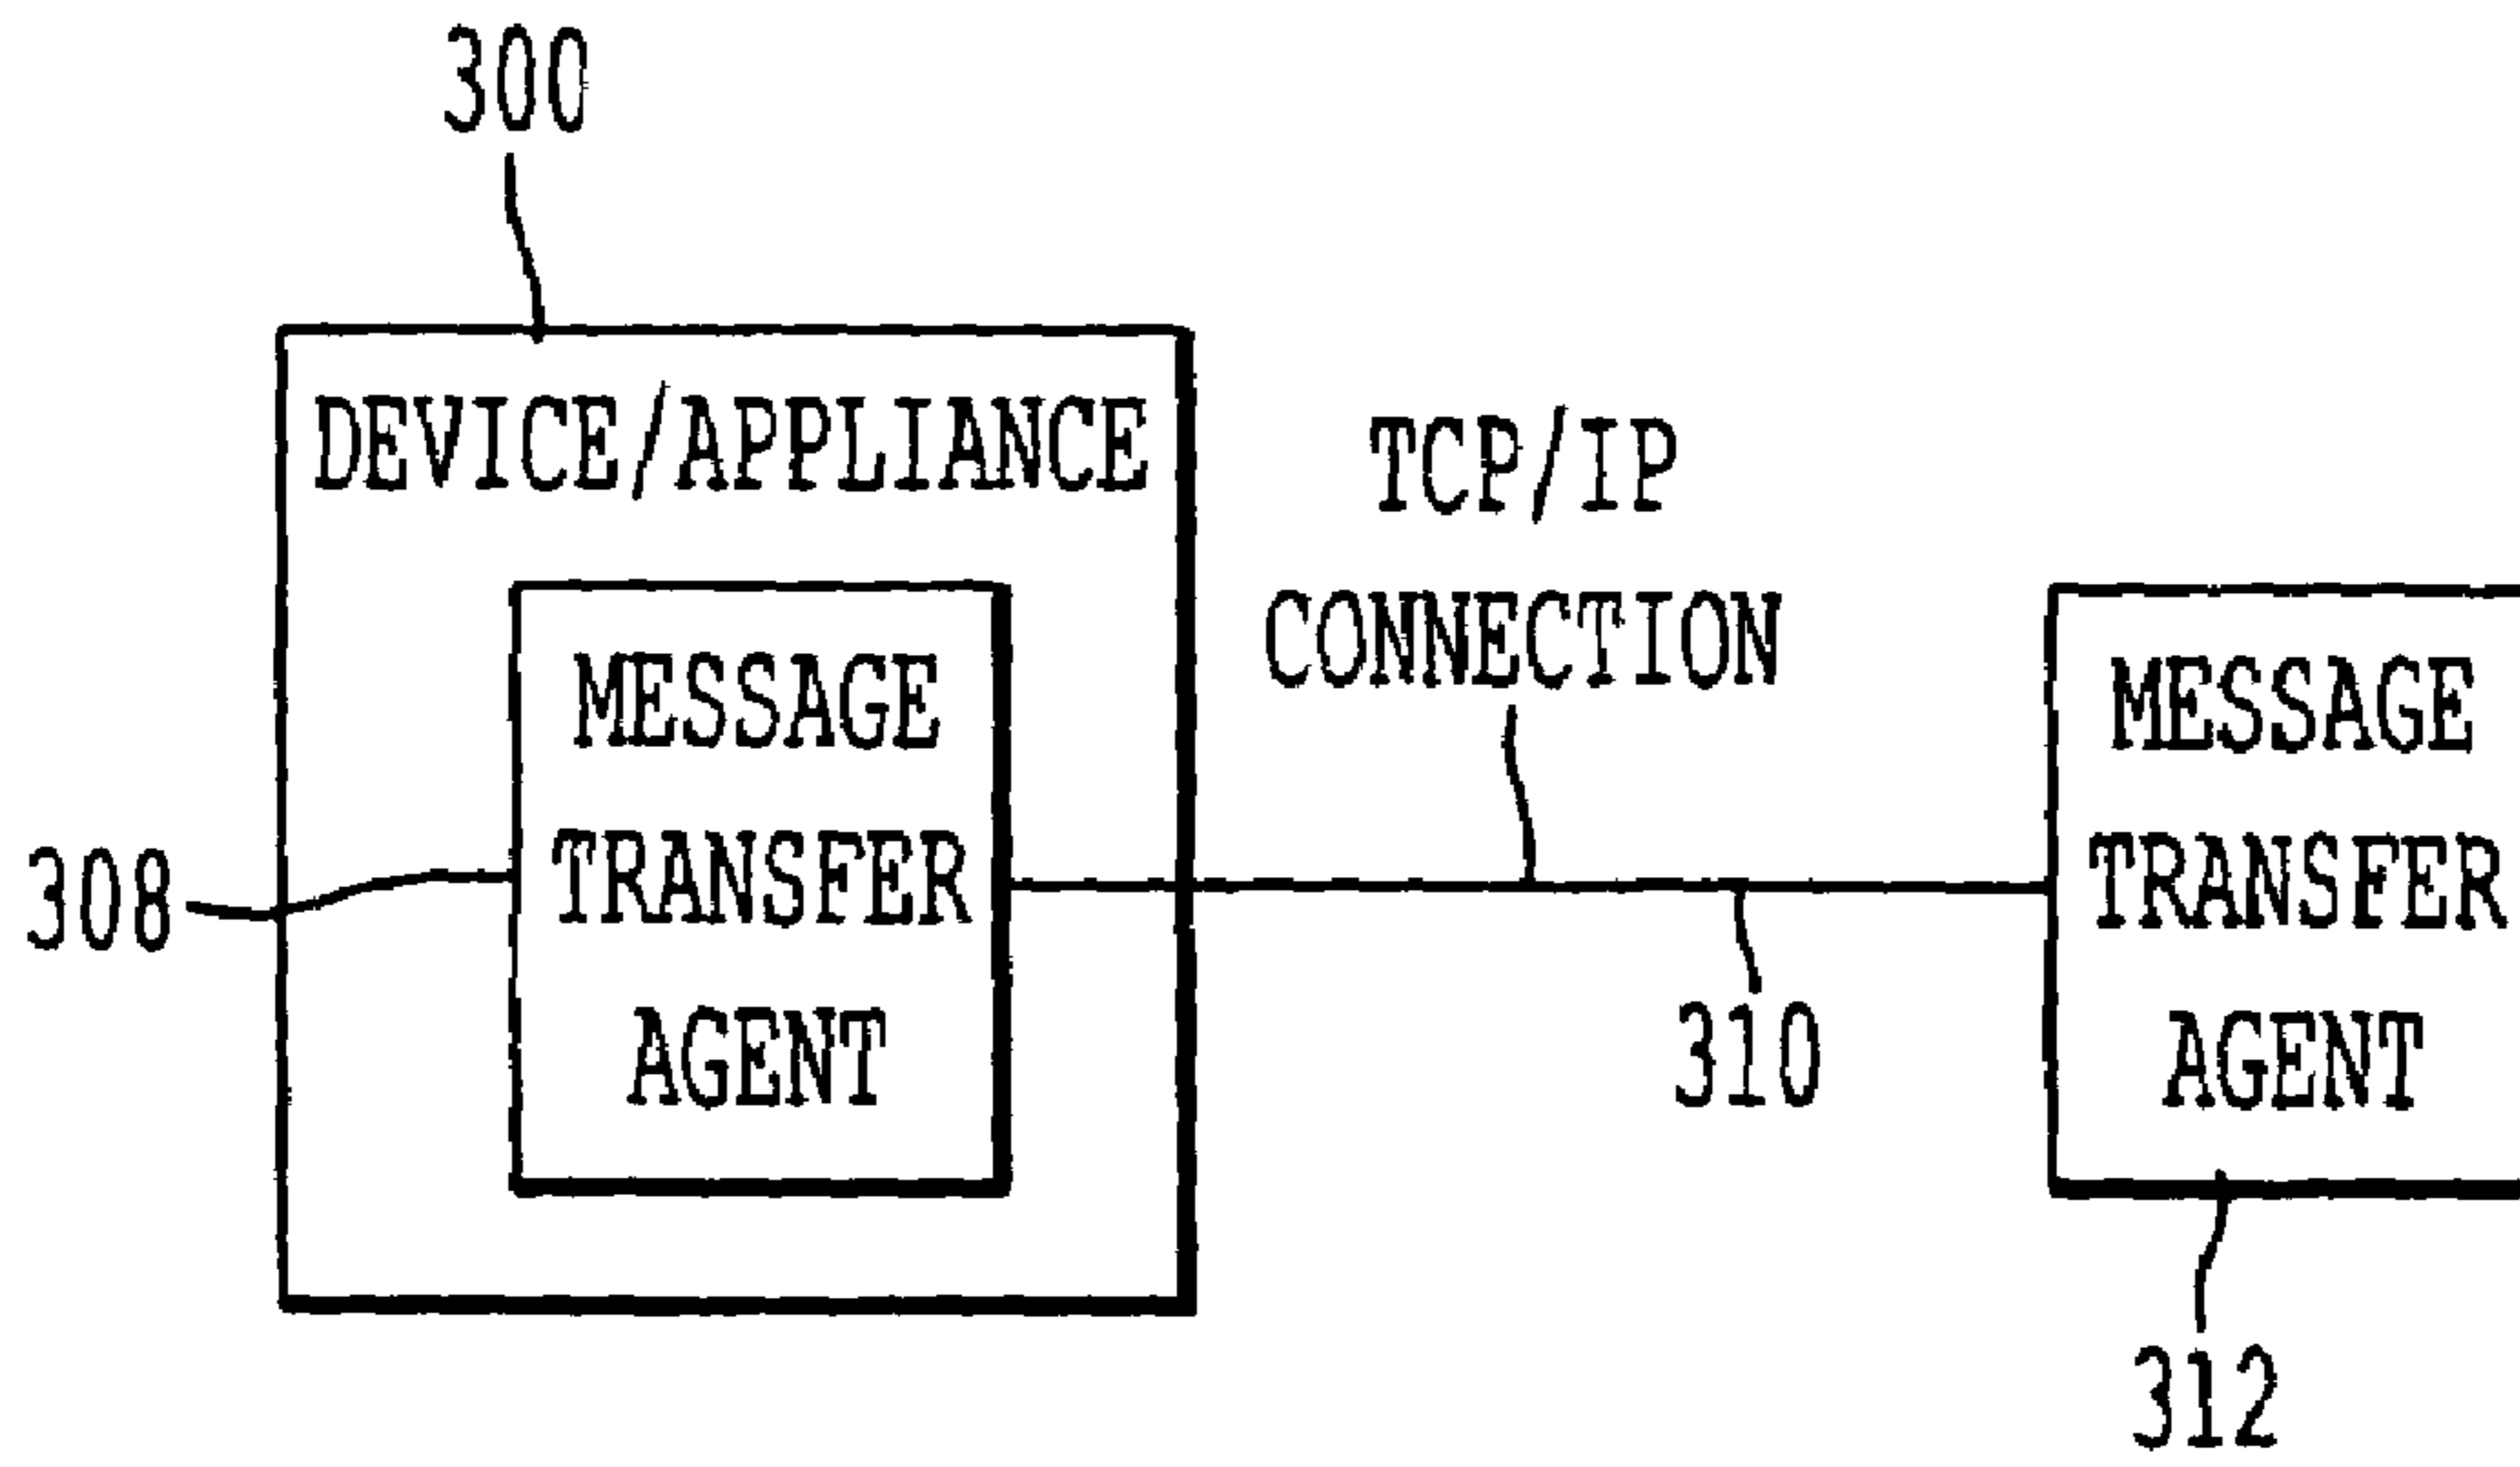 300
DEVICE/APPLIANCE
MESSAGE
TRANSFER
AGENT
308
TCP/IP
CONNECTION
310
MESSAGE
TRANSFER
AGENT
312